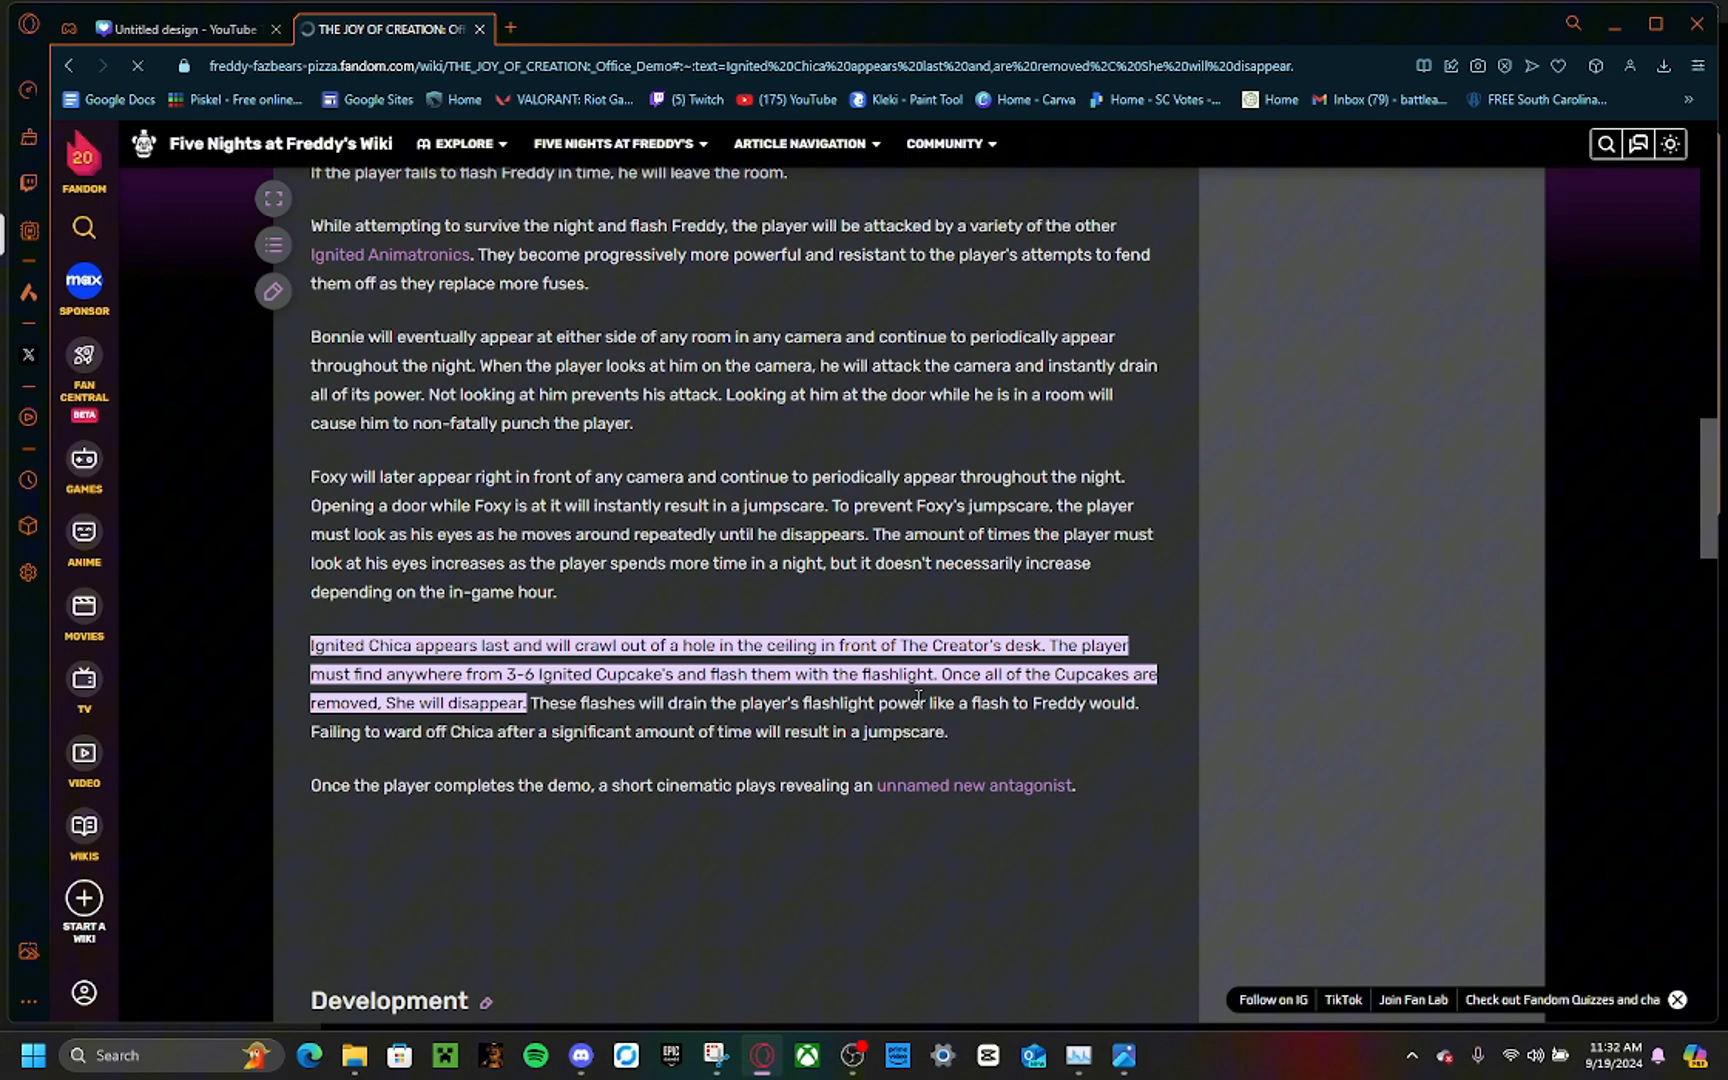 Untitled design - YouTube
THE JOY OF CREATION: Off
freddy-fazbears-pizza.fandom.com/wiki/THE_JOY_OF_CREATION:_Office_Demo#:~:text=Ignited%20Chica%20appears%20last%20and,are%20removed%2C%20She%20will%20disappear.
Google Docs
Piskel - Free online...
Google Sites
Home
VALORANT: Riot Ga...
(5) Twitch
(175) YouTube
Kleki - Paint Tool
Home - Canva
Home - SC Votes -...
Home
Inbox (79) - battlea...
FREE South Carolina...
20
FANDOM
max
SPONSOR
FAN
CENTRAL
BETA
GAMES
ANIME
MOVIES
TV
VIDEO
WIKIS
START A
WIKI
Five Nights at Freddy's Wiki
EXPLORE
FIVE NIGHTS AT FREDDY'S
ARTICLE NAVIGATION
COMMUNITY
If the player fails to flash Freddy in time, he will leave the room.
While attempting to survive the night and flash Freddy, the player will be attacked by a variety of the other
Ignited Animatronics. They become progressively more powerful and resistant to the player's attempts to fend
them off as they replace more fuses.
Bonnie will eventually appear at either side of any room in any camera and continue to periodically appear
throughout the night. When the player looks at him on the camera, he will attack the camera and instantly drain
all of its power. Not looking at him prevents his attack. Looking at him at the door while he is in a room will
cause him to non-fatally punch the player.
Foxy will later appear right in front of any camera and continue to periodically appear throughout the night.
Opening a door while Foxy is at it will instantly result in a jumpscare. To prevent Foxy's jumpscare, the player
must look as his eyes as he moves around repeatedly until he disappears. The amount of times the player must
look at his eyes increases as the player spends more time in a night, but it doesn't necessarily increase
depending on the in-game hour.
Ignited Chica appears last and will crawl out of a hole in the ceiling in front of The Creator's desk. The player
must find anywhere from 3-6 Ignited Cupcake's and flash them with the flashlight. Once all of the Cupcakes are
removed, She will disappear. These flashes will drain the player's flashlight power like a flash to Freddy would.
Failing to ward off Chica after a significant amount of time will result in a jumpscare.
Once the player completes the demo, a short cinematic plays revealing an unnamed new antagonist.
Development
Follow on IG
TikTok
Join Fan Lab
Check out Fandom Quizzes and cha
Search
EPIC
GAMES
prime
video
11:32 AM
9/19/2024